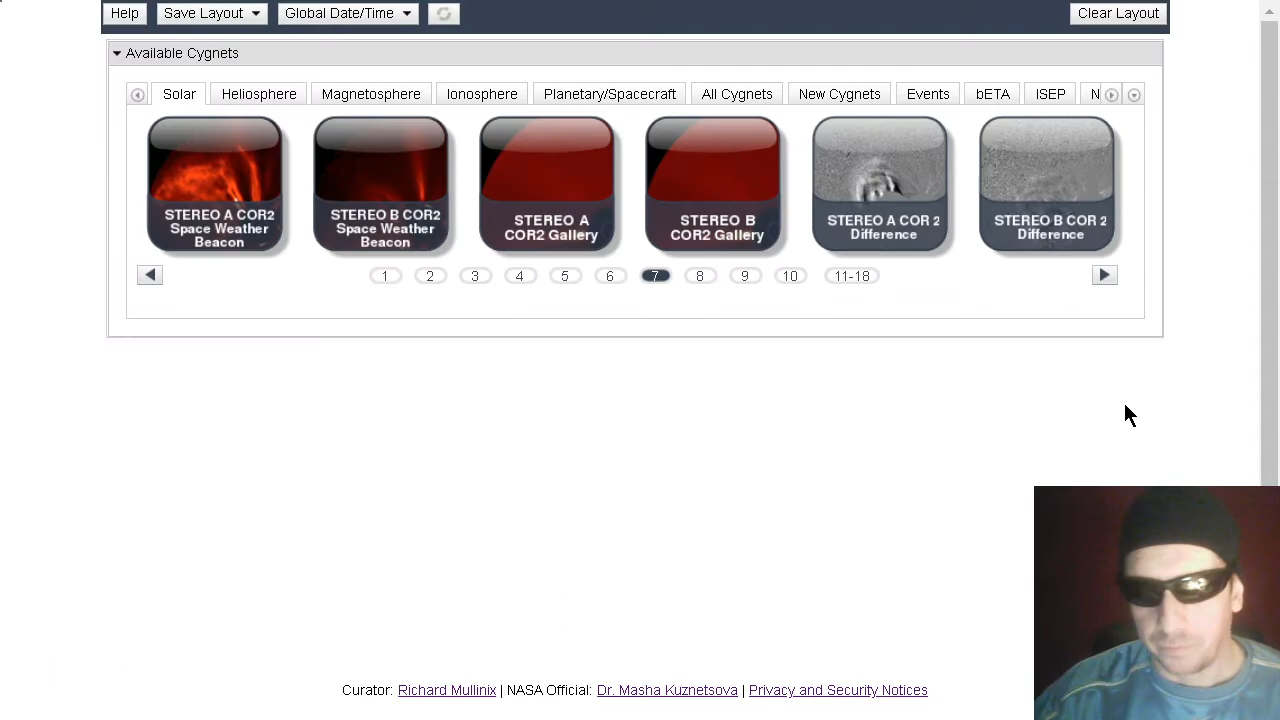 Help Save Layout Global Date/Time Clear Layout
Available Cygnets
Solar Heliosphere Magnetosphere Ionosphere Planetary/Spacecraft All Cygnets New Cygnets Events bETA ISEP N
STEREO A COR2
Space Weather
Beacon
STEREO B COR2
Space Weather
Beacon
STEREO A
COR2 Gallery
STEREO B
COR2 Gallery
STEREO A COR 2
Difference
STEREO B COR 2
Difference
1 2 3 4 5 6 7 8 9 10 11-18
Curator: Richard Mullinix | NASA Official: Dr. Masha Kuznetsova | Privacy and Security Notices